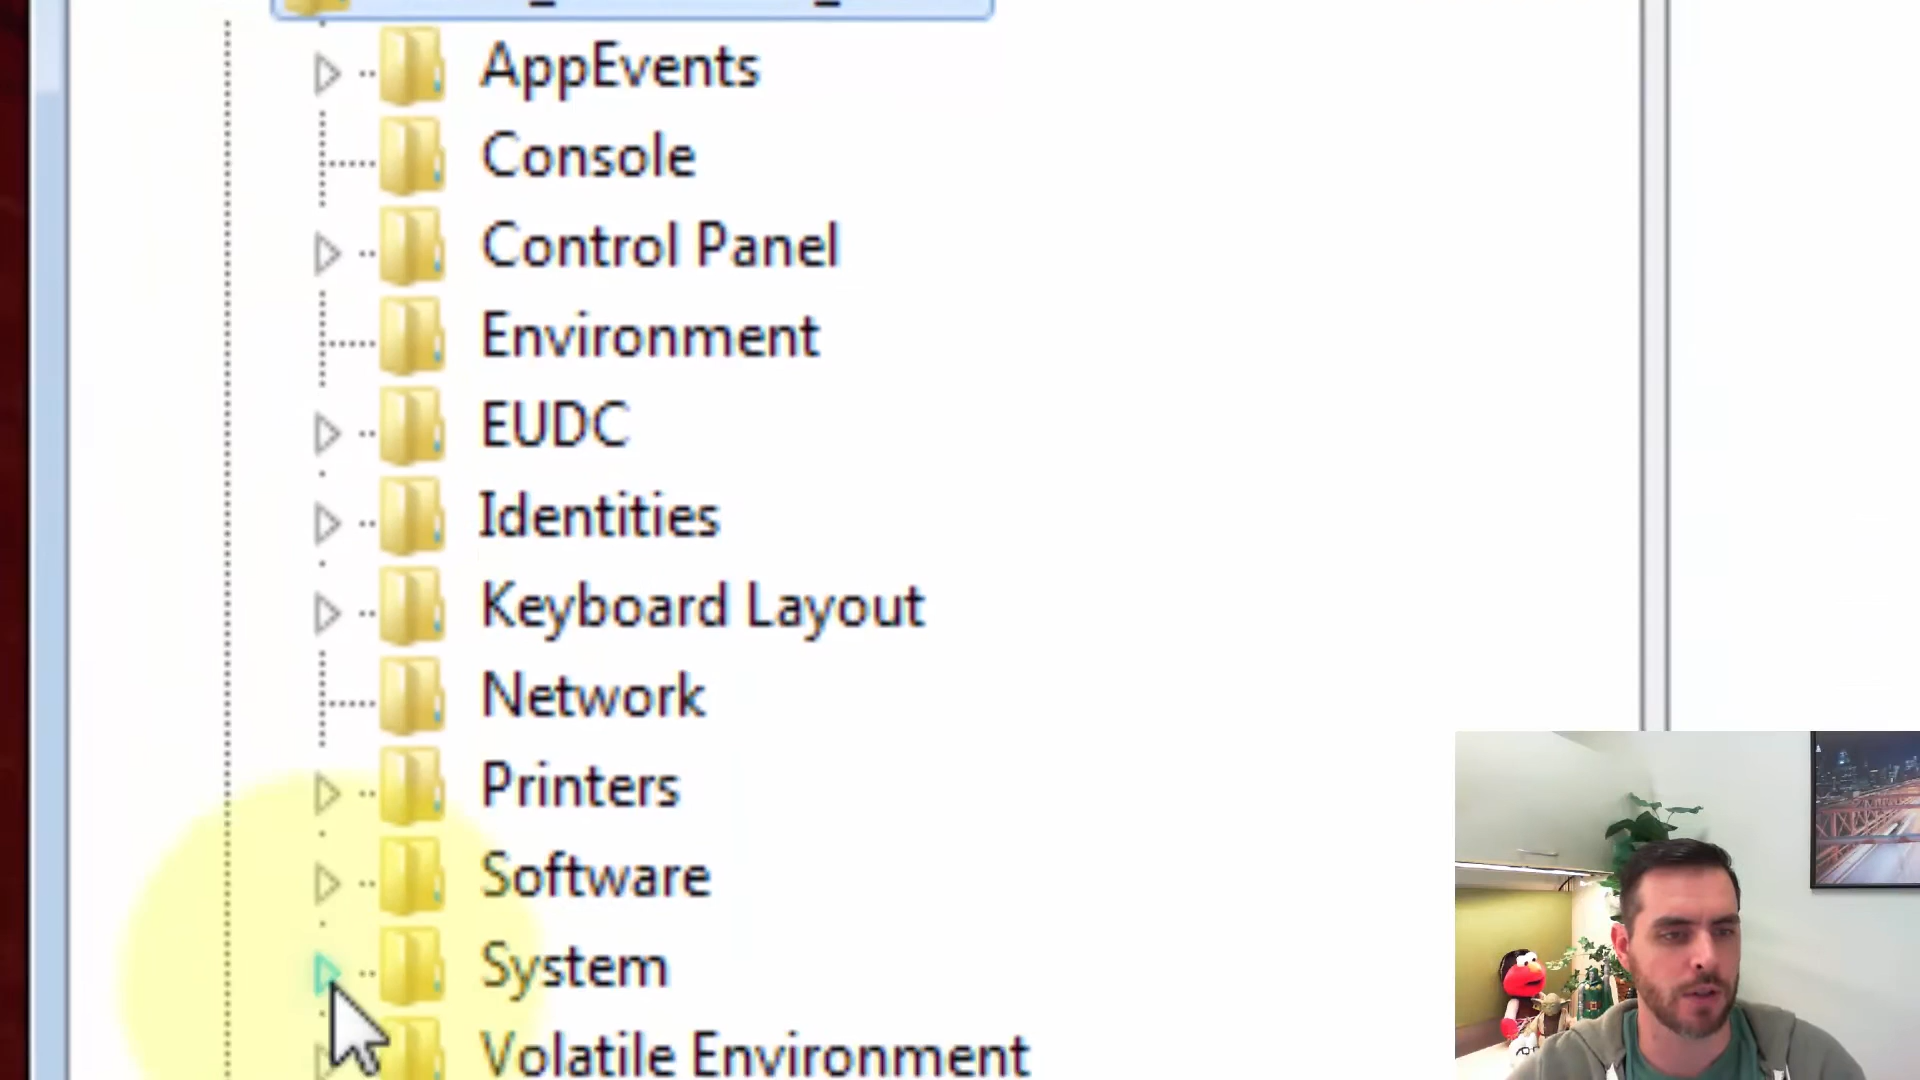 AppEvents
Console
Control Panel
Environment
EUDC
Identities
Keyboard Layout
Network
Printers
Software
System
Volatile Environment